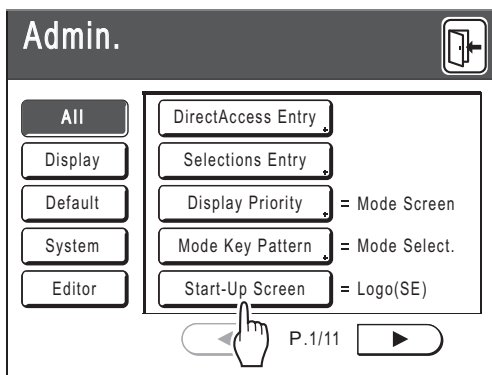 Admin.
All
DirectAccess Entry
Display
Selections Entry
Default
Display Priority = Mode Screen
System
Mode Key Pattern = Mode Select.
Editor
Start-Up Screen = Logo(SE)
P.1/11